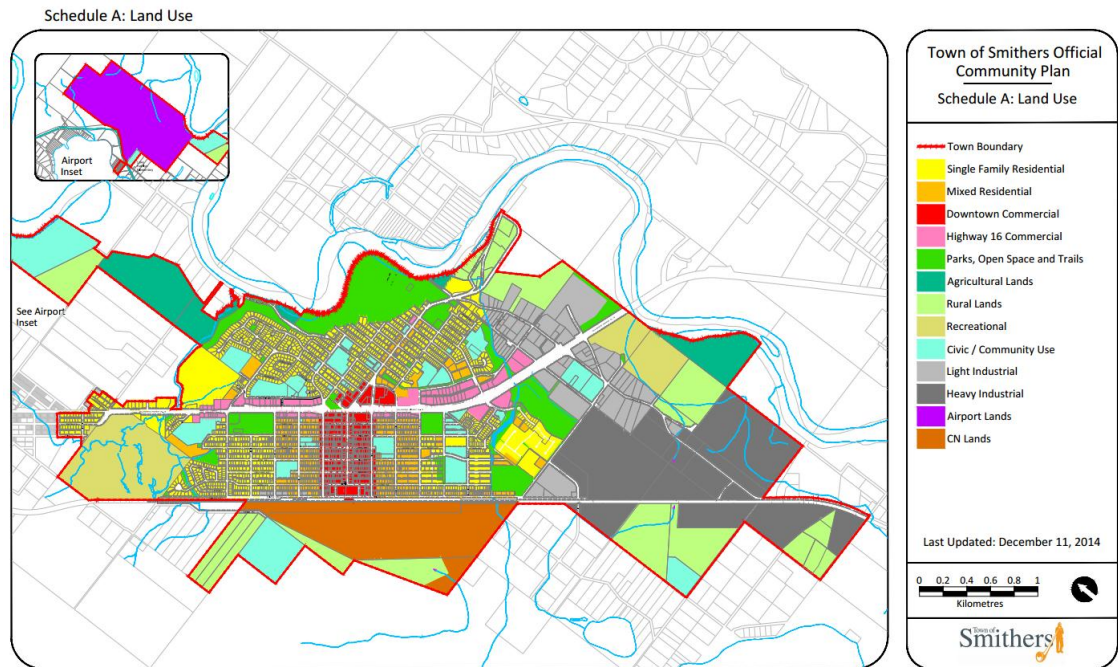 Schedule A: Land Use
Airport
Inset
See Airport
Inset
Town of Smithers Official
Community Plan
Schedule A: Land Use
Town Boundary
Single Family Residential
Mixed Residential
Downtown Commercial
Highway 16 Commercial
Parks, Open Space and Trails
Agricultural Lands
Rural Lands
Recreational
Civic / Community Use
Light Industrial
Heavy Industrial
Airport Lands
CN Lands
Last Updated: December 11, 2014
0 0.2 0.4 0.6 0.8 1
Kilometres
Town of
Smithers